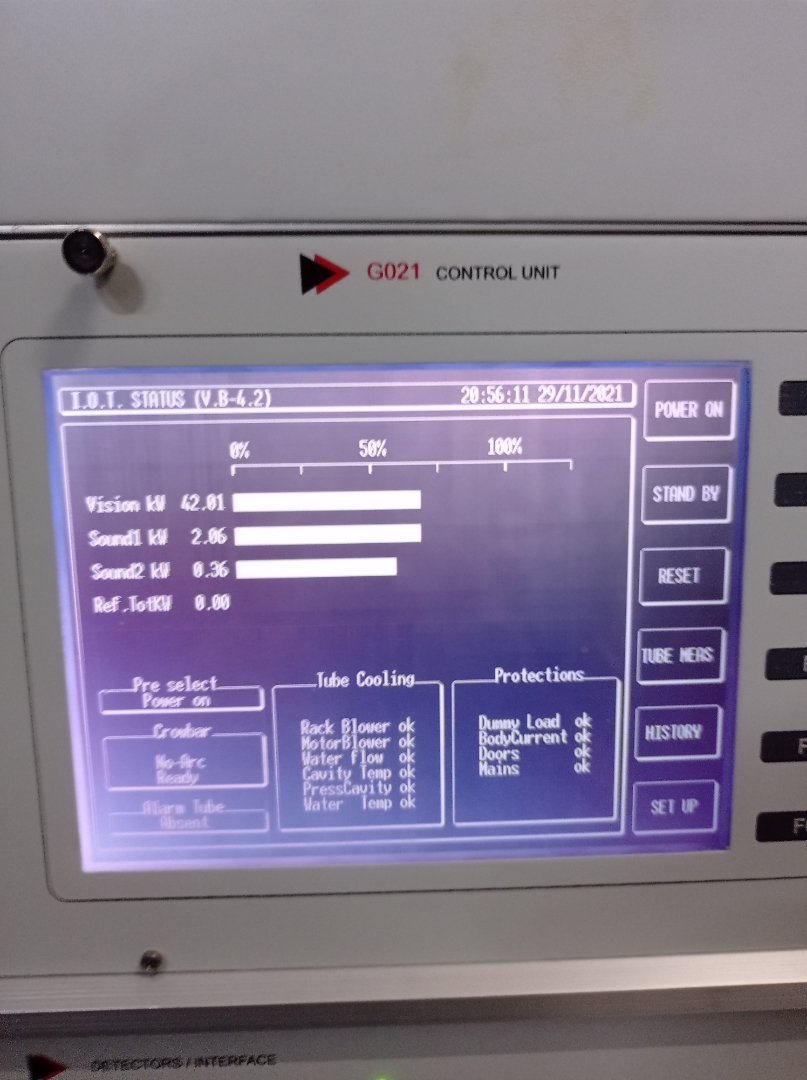 G021 CONTROL UNIT
I.O.T. STATUS (V.B-4.2) 20:56:11 29/11/2021
POWER ON
0% 50% 100%
STAND BY
Vision kW 42.01
Sound1 kW 2.06
Sound2 kW 0.36
RESET
Ref.TotKW 0.00
TUBE MEAS
Pre select
Power on
Tube Cooling
Protections
Crowbar
No-Arc
Ready
Rack Blower ok
MotorBlower ok
Water flow ok
Cavity Temp ok
PressCavity ok
Water Temp ok
Dummy Load ok
BodyCurrent ok
Doors ok
Mains ok
HISTORY
Alarm Tube
Absent
SET UP
F
DETECTORS / INTERFACE